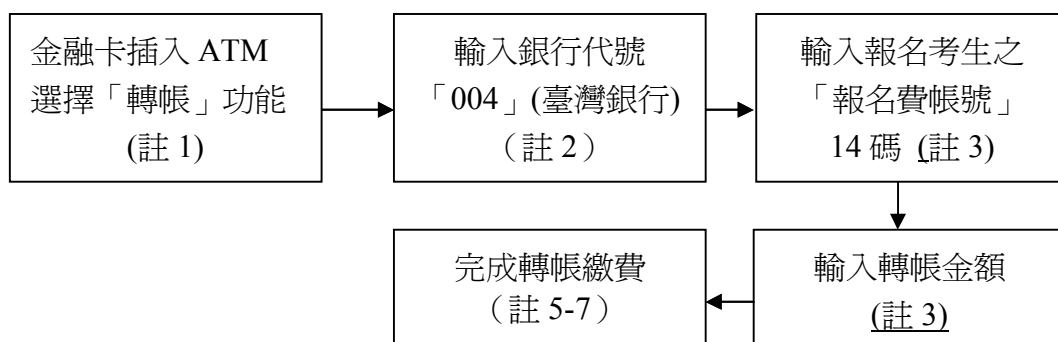 金融卡插入 ATM
選擇「轉帳」功能
(註 1)
輸入銀行代號
「004」(臺灣銀行)
（註 2）
輸入報名考生之
「報名費帳號」
14 碼 (註 3)
輸入轉帳金額
(註 3)
完成轉帳繳費
（註 5-7）